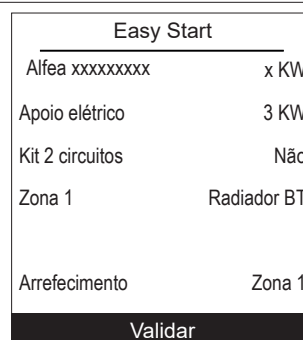 Easy Start
Alfea xxxxxxxxx x KW
Apoio elétrico 3 KW
Kit 2 circuitos Não
Zona 1 Radiador BT
Arrefecimento Zona 1
Validar